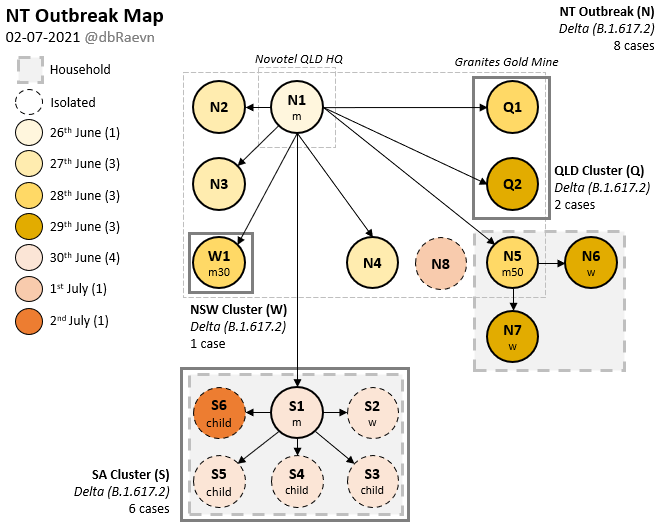 NT Outbreak Map
02-07-2021 @dbRaevn
NT Outbreak (N)
Delta (B.1.617.2)
8 cases
Household
Isolated
26th June (1)
27th June (3)
28th June (3)
29th June (3)
30th June (4)
1st July (1)
2nd July (1)
Novotel QLD HQ
Granites Gold Mine
N2
N1
m
Q1
N3
Q2
QLD Cluster (Q)
Delta (B.1.617.2)
2 cases
W1
m30
N4
N8
N5
m50
N6
w
N7
w
NSW Cluster (W)
Delta (B.1.617.2)
1 case
S6
child
S1
m
S2
w
S5
child
S4
child
S3
child
SA Cluster (S)
Delta (B.1.617.2)
6 cases